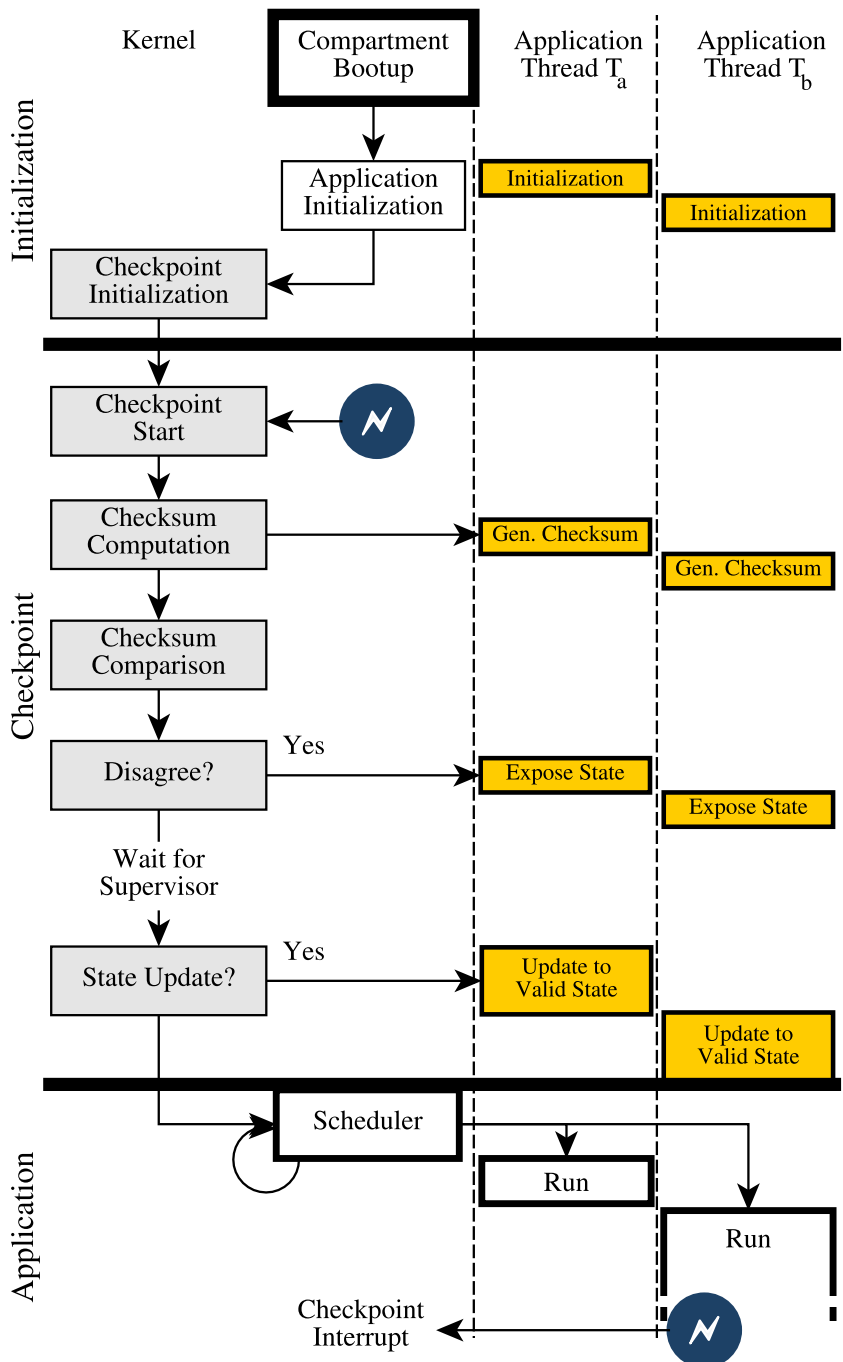 Kernel
Compartment
Bootup
Application
Thread Ta
Application
Thread Tb
Initialization
Application
Initialization
Initialization
Initialization
Checkpoint
Initialization
Checkpoint
Checkpoint
Start
Checksum
Computation
Gen. Checksum
Gen. Checksum
Checksum
Comparison
Disagree?
Yes
Expose State
Expose State
Wait for
Supervisor
State Update?
Yes
Update to
Valid State
Update to
Valid State
Application
Scheduler
Run
Run
Checkpoint
Interrupt